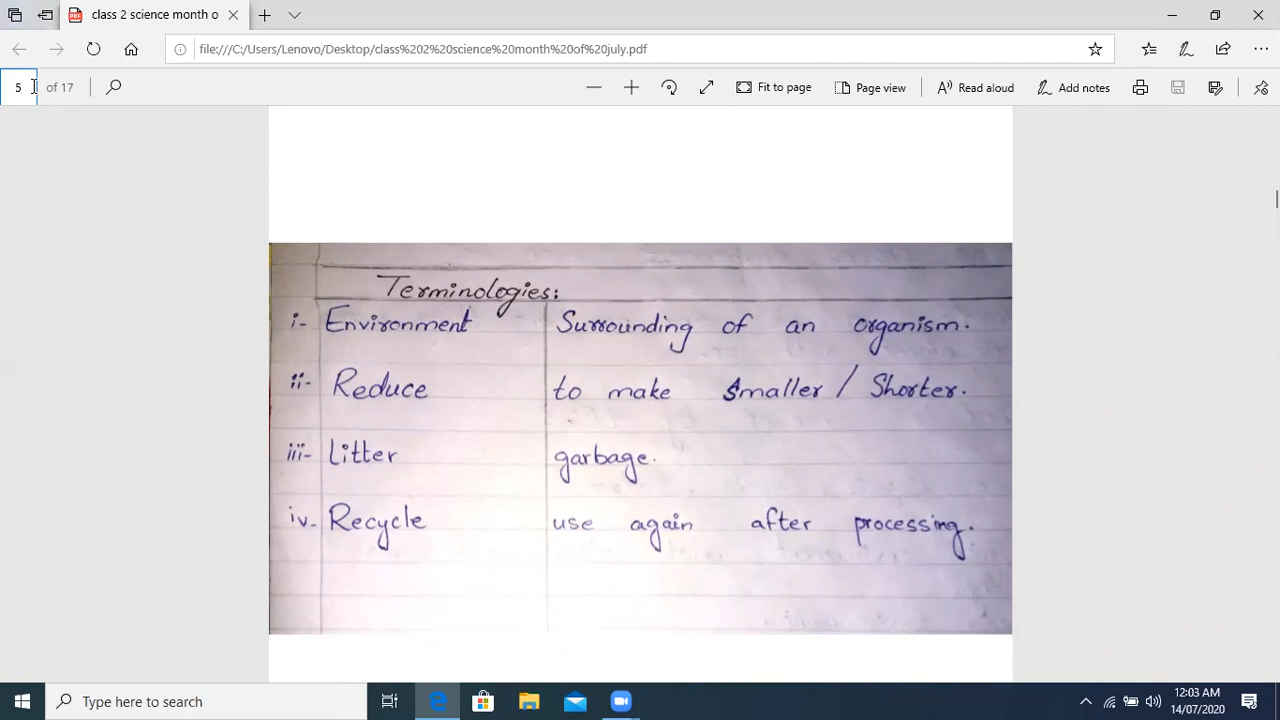 class 2 science month o
file:///C:/Users/Lenovo/Desktop/class%202%20science%20month%20of%20july.pdf
5 of 17 Fit to page Page view Read aloud Add notes
Terminologies:
i- Environment Surrounding of an organism.
ii- Reduce to make smaller / Shorter.
iii- Litter garbage.
iv- Recycle use again after processing.
Type here to search
12:03 AM
14/07/2020